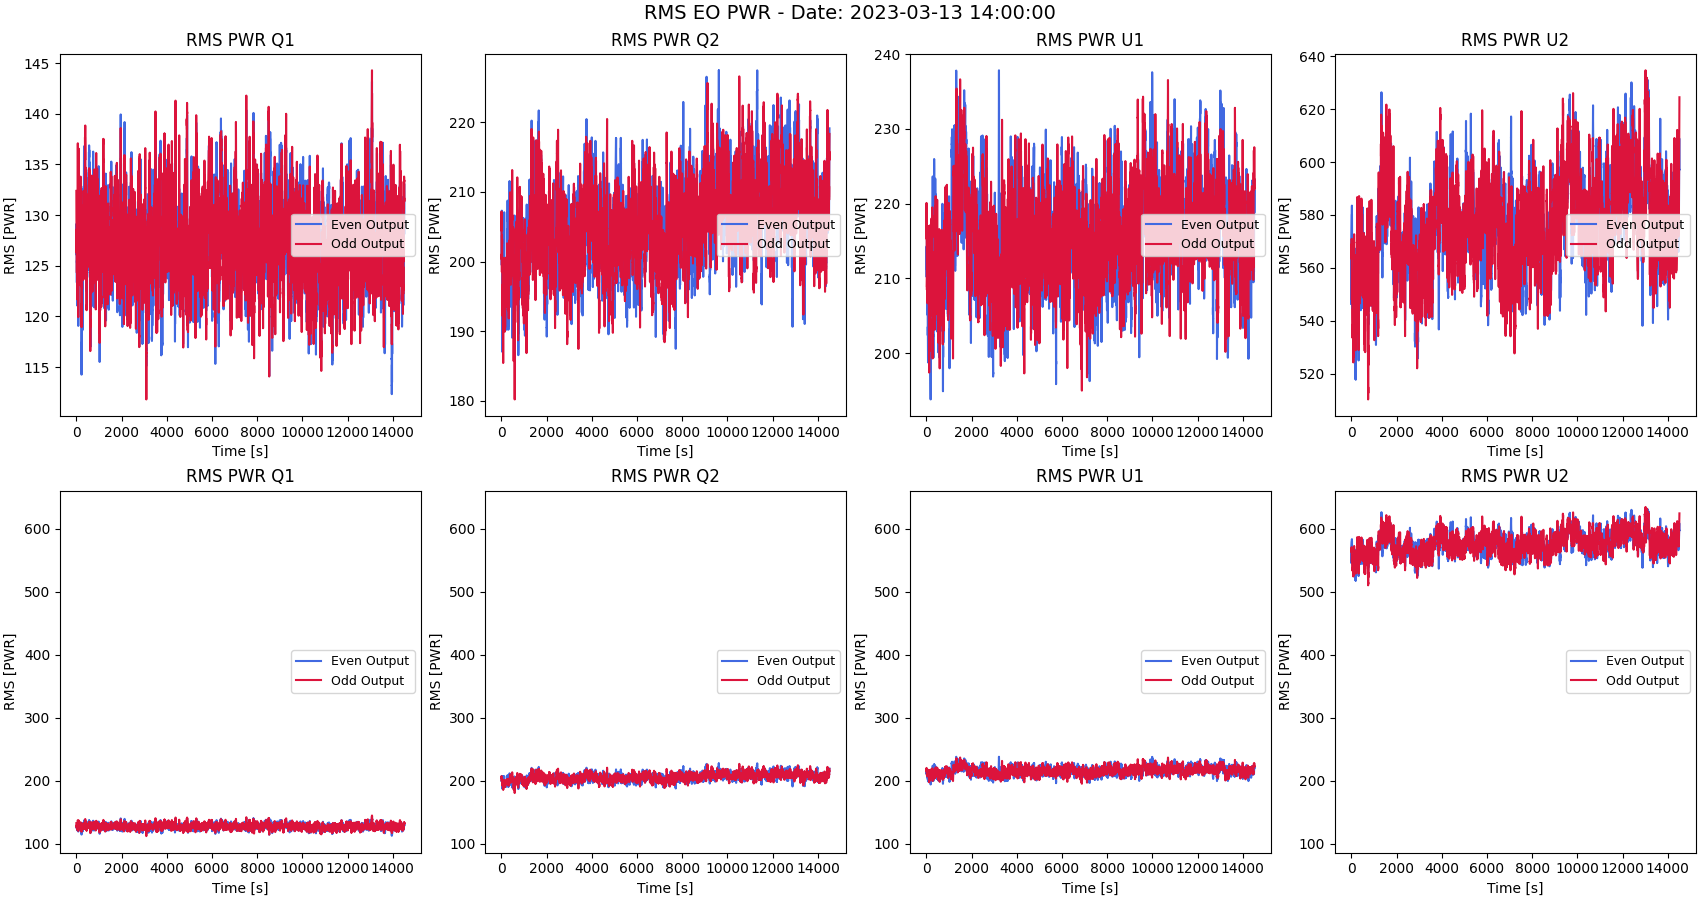 RMS EO PWR - Date: 2023-03-13 14:00:00
RMS PWR Q1
RMS [PWR]
145
140
135
130
125
120
115
0 2000 4000 6000 8000 10000 12000 14000
Time [s]
Even Output
Odd Output
RMS PWR Q2
RMS [PWR]
220
210
200
190
180
0 2000 4000 6000 8000 10000 12000 14000
Time [s]
Even Output
Odd Output
RMS PWR U1
RMS [PWR]
240
230
220
210
200
0 2000 4000 6000 8000 10000 12000 14000
Time [s]
Even Output
Odd Output
RMS PWR U2
RMS [PWR]
640
620
600
580
560
540
520
0 2000 4000 6000 8000 10000 12000 14000
Time [s]
Even Output
Odd Output
RMS PWR Q1
RMS [PWR]
600
500
400
300
200
100
0 2000 4000 6000 8000 10000 12000 14000
Time [s]
Even Output
Odd Output
RMS PWR Q2
RMS [PWR]
600
500
400
300
200
100
0 2000 4000 6000 8000 10000 12000 14000
Time [s]
Even Output
Odd Output
RMS PWR U1
RMS [PWR]
600
500
400
300
200
100
0 2000 4000 6000 8000 10000 12000 14000
Time [s]
Even Output
Odd Output
RMS PWR U2
RMS [PWR]
600
500
400
300
200
100
0 2000 4000 6000 8000 10000 12000 14000
Time [s]
Even Output
Odd Output